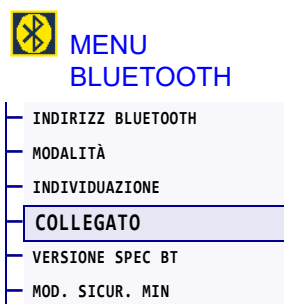 MENU
BLUETOOTH
INDIRIZZ BLUETOOTH
MODALITÀ
INDIVIDUAZIONE
COLLEGATO
VERSIONE SPEC BT
MOD. SICUR. MIN